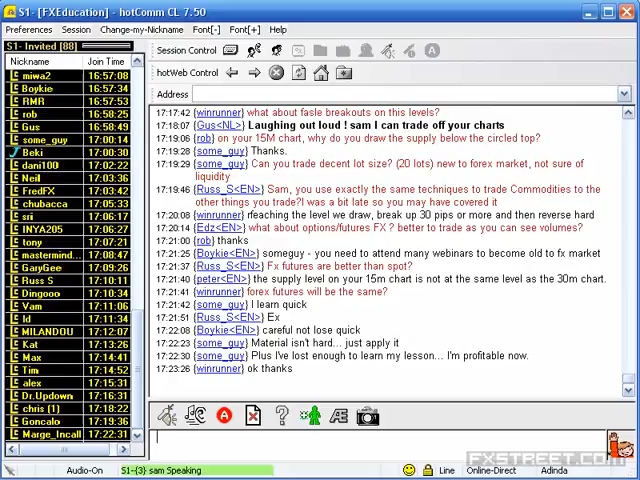 S1- [FXEducation] - hotComm CL 7.50
Preferences Session Change-my-Nickname Font[-] Font[+] Help
S1- Invited [88]
Nickname Join Time
miwa2 16:57:08
Boykie 16:57:34
RMR 16:57:53
rob 16:58:25
Gus 16:58:49
some_guy 17:00:14
Beki 17:00:30
dani100 17:02:22
Neil 17:03:36
FredFX 17:03:42
chubacca 17:05:33
sri 17:06:17
INYA205 17:06:27
tony 17:07:21
mastermind... 17:08:47
GaryGee 17:09:26
Russ S 17:10:11
Dingooo 17:10:34
Vam 17:11:06
Id 17:11:34
MILANDOU 17:12:07
Kat 17:13:26
Max 17:14:41
Tim 17:14:52
alex 17:15:31
Dr.Updown 17:16:31
chris (1) 17:18:22
Goncalo 17:19:36
Marge_Incall 17:22:31
Session Control
hotWeb Control
Address
17:17:42 {winrunner} what about fasle breakouts on this levels?
17:18:07 {Gus<NL>} Laughing out loud ! sam I can trade off your charts
17:19:06 {rob} on your 15M chart, why do you draw the supply below the circled top?
17:19:28 {some_guy} Thanks.
17:19:29 {some_guy} Can you trade decent lot size? (20 lots) new to forex market, not sure of
liquidity
17:19:46 {Russ_S<EN>} Sam, you use exactly the same techniques to trade Commodities to the
other things you trade?I was a bit late so you may have covered it
17:20:08 {winrunner} rfeaching the level we draw, break up 30 pips or more and then reverse hard
17:20:14 {Edz<EN>} what about options/futures FX ? better to trade as you can see volumes?
17:21:00 {rob} thanks
17:21:25 {Boykie<EN>} someguy - you need to attend many webinars to become old to fx market
17:21:37 {Russ_S<EN>} Fx futures are better than spot?
17:21:40 {peter<EN>} the supply level on your 15m chart is not at the same level as the 30m chart.
17:21:41 {winrunner} forex futures will be the same?
17:21:42 {some_guy} I learn quick
17:21:51 {Russ_S<EN>} Ex
17:22:08 {Boykie<EN>} careful not lose quick
17:22:23 {some_guy} Material isn't hard... just apply it
17:22:30 {some_guy} Plus I've lost enough to learn my lesson... I'm profitable now.
17:23:26 {winrunner} ok thanks
FXSTREET.COM
Audio-On S1-{3} sam Speaking Line Online-Direct Adinda